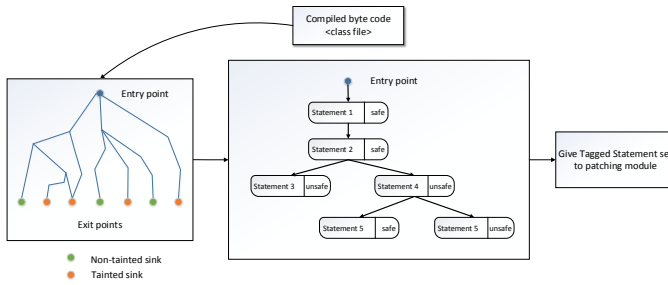 Compiled byte code
<class file>
Entry point
Exit points
Non-tainted sink
Tainted sink
Entry point
Statement 1 safe
Statement 2 safe
Statement 3 unsafe
Statement 4 unsafe
Statement 5 safe
Statement 5 unsafe
Give Tagged Statement se
to patching module